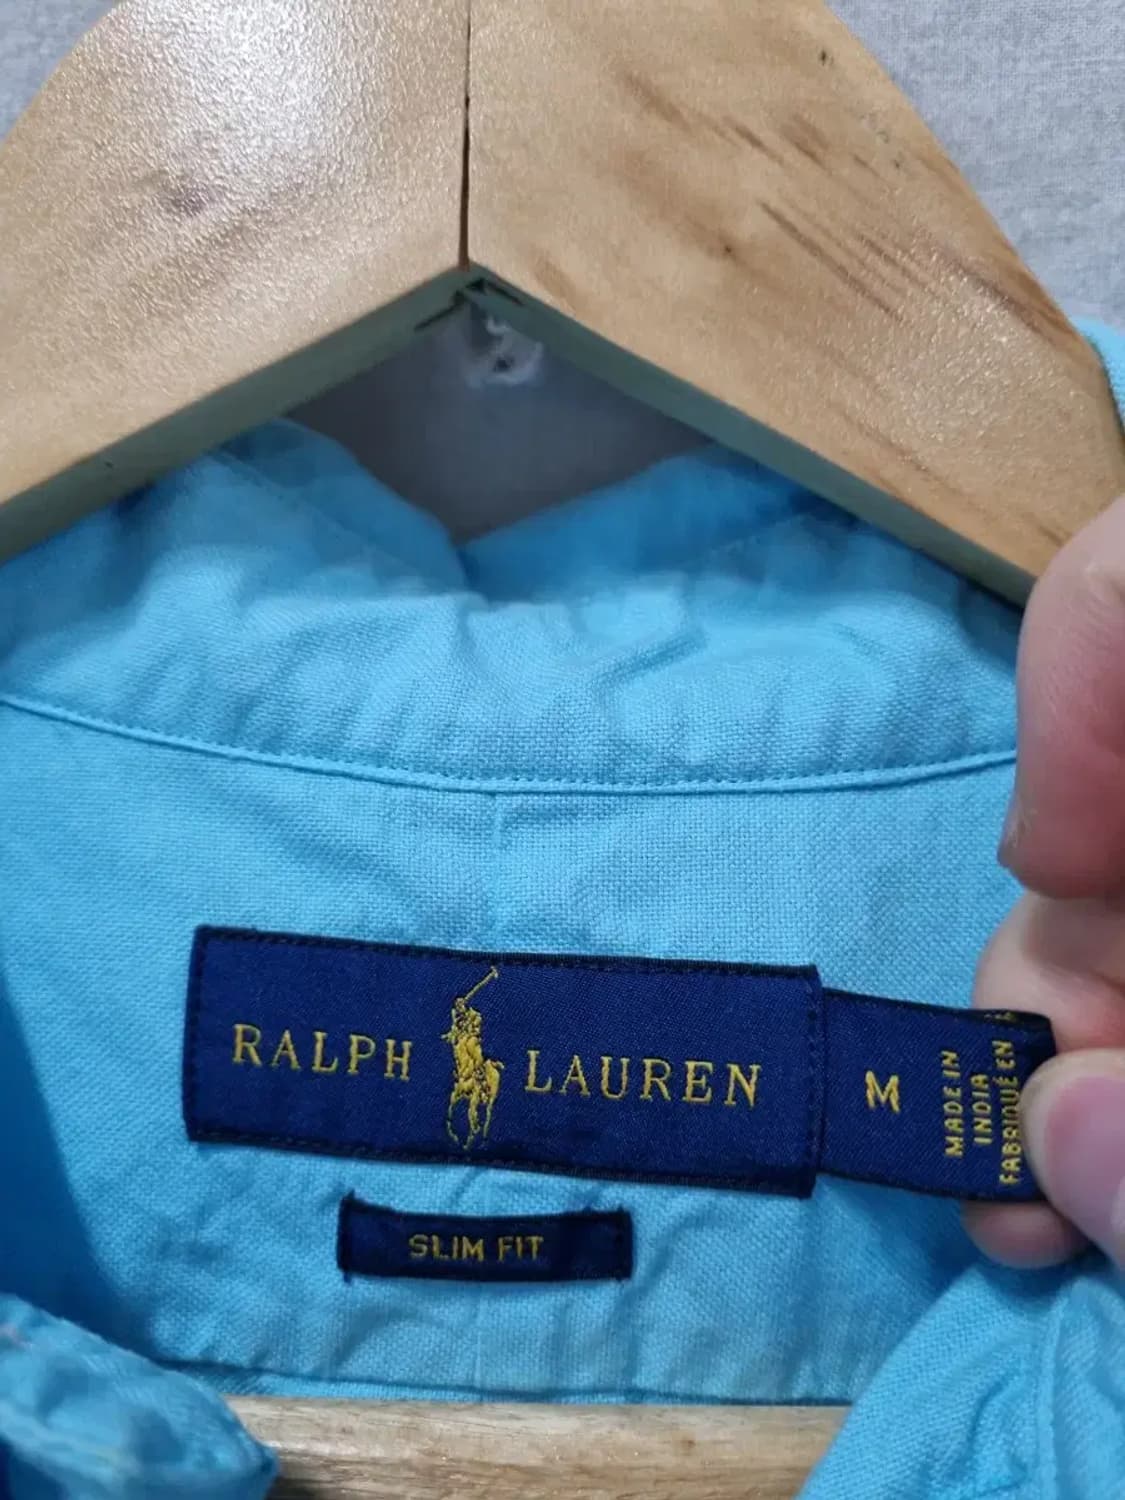 RALPH LAUREN
M
MADE IN
INDIA
FABRIQUÉ EN
SLIM FIT